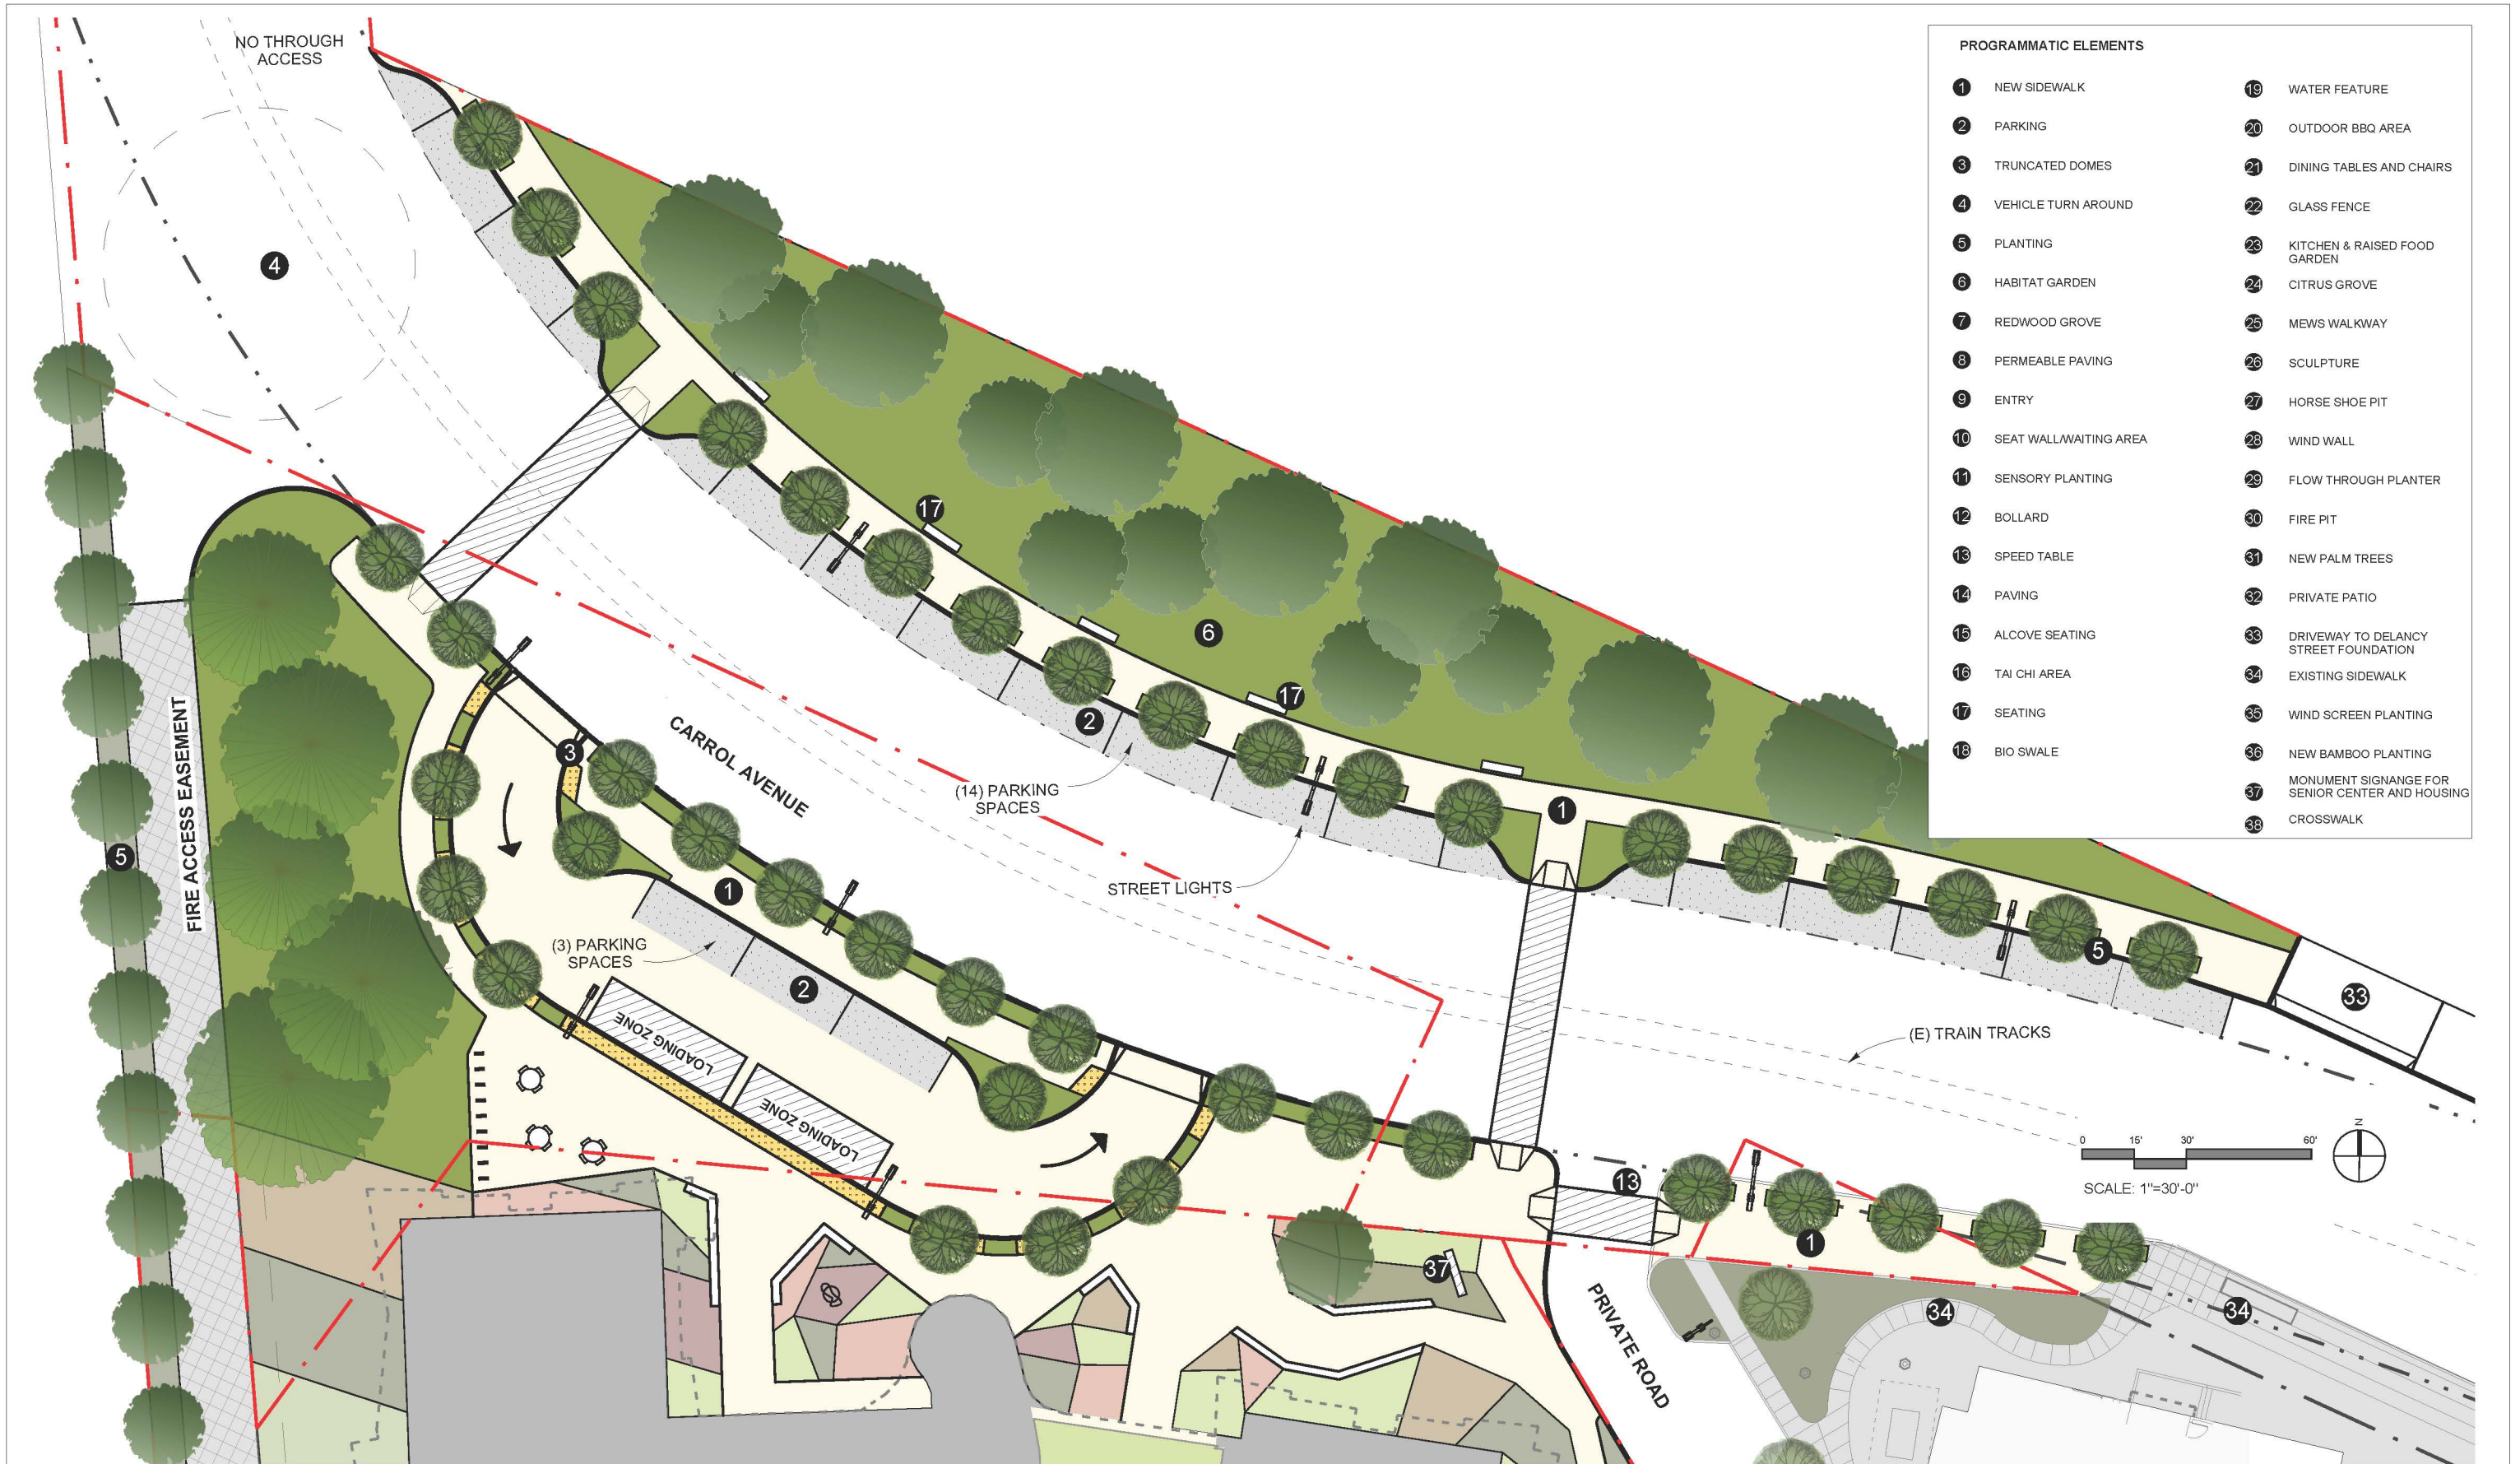 NO THROUGH
ACCESS
4
17
6
17
2
(14) PARKING
SPACES
CARROL AVENUE
3
1
STREET LIGHTS
1
(3) PARKING
SPACES
2
5
FIRE ACCESS EASEMENT
5
33
LOADING ZONE
LOADING ZONE
(E) TRAIN TRACKS
0 15' 30' 60'
N
SCALE: 1"=30'-0"
13
1
37
34
34
PRIVATE ROAD
PROGRAMMATIC ELEMENTS
1 NEW SIDEWALK
2 PARKING
3 TRUNCATED DOMES
4 VEHICLE TURN AROUND
5 PLANTING
6 HABITAT GARDEN
7 REDWOOD GROVE
8 PERMEABLE PAVING
9 ENTRY
10 SEAT WALL/WAITING AREA
11 SENSORY PLANTING
12 BOLLARD
13 SPEED TABLE
14 PAVING
15 ALCOVE SEATING
16 TAI CHI AREA
17 SEATING
18 BIO SWALE
19 WATER FEATURE
20 OUTDOOR BBQ AREA
21 DINING TABLES AND CHAIRS
22 GLASS FENCE
23 KITCHEN & RAISED FOOD
GARDEN
24 CITRUS GROVE
25 MEWS WALKWAY
26 SCULPTURE
27 HORSE SHOE PIT
28 WIND WALL
29 FLOW THROUGH PLANTER
30 FIRE PIT
31 NEW PALM TREES
32 PRIVATE PATIO
33 DRIVEWAY TO DELANCY
STREET FOUNDATION
34 EXISTING SIDEWALK
35 WIND SCREEN PLANTING
36 NEW BAMBOO PLANTING
37 MONUMENT SIGNANGE FOR
SENIOR CENTER AND HOUSING
38 CROSSWALK